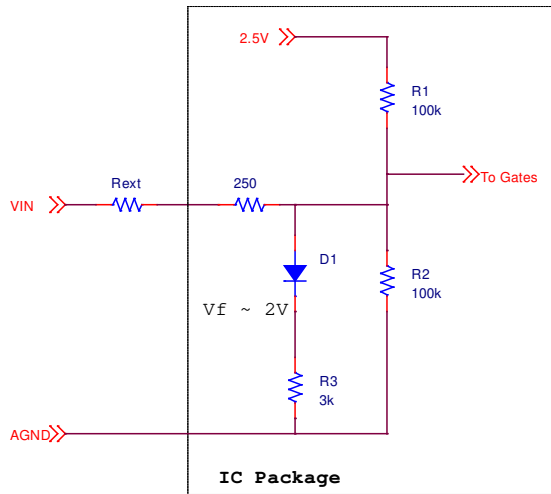 2.5V
R1
100k
To Gates
Rext
250
VIN
D1
R2
100k
Vf ~ 2V
R3
3k
AGND
IC Package